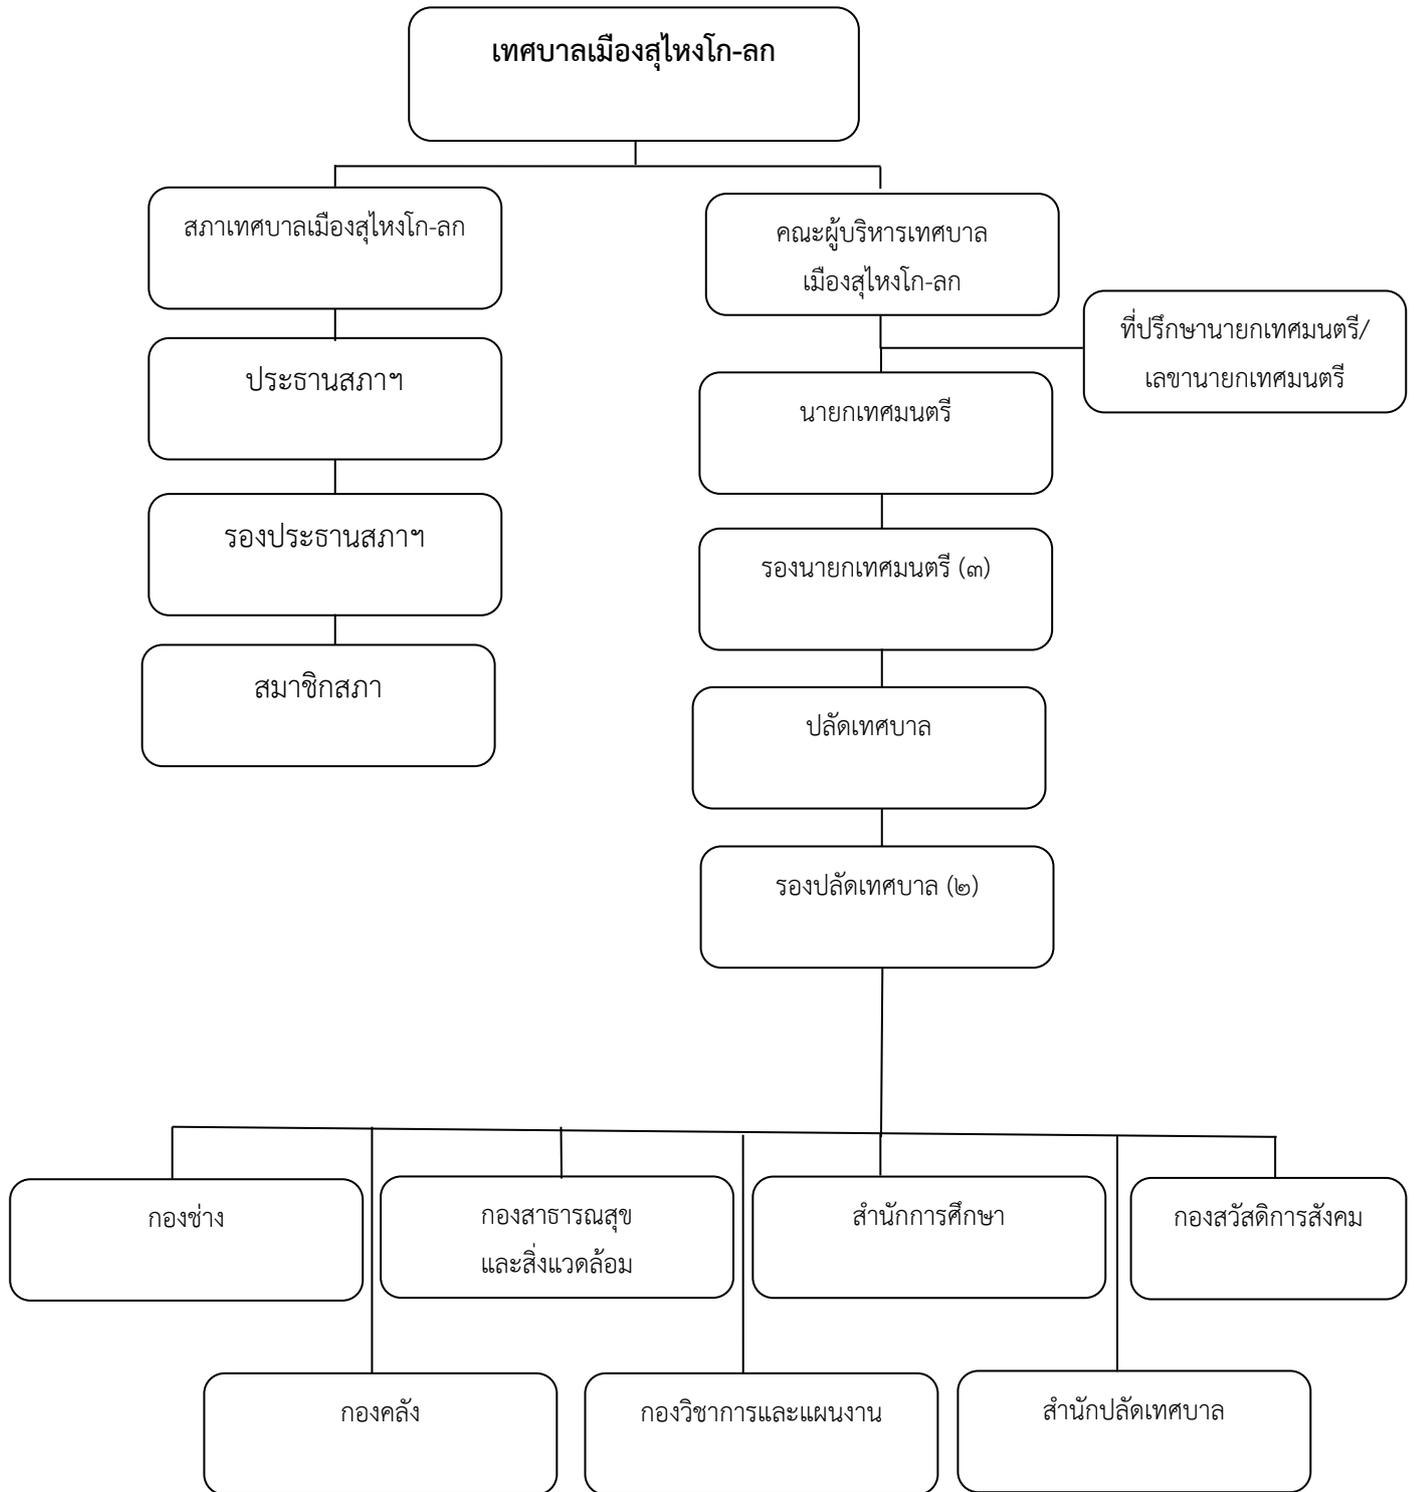 เทศบาลเมืองสุไหงโก-ลก
สภาเทศบาลเมืองสุไหงโก-ลก
ประธานสภาฯ
รองประธานสภาฯ
สมาชิกสภา
คณะผู้บริหารเทศบาล
เมืองสุไหงโก-ลก
ที่ปรึกษานายกเทศมนตรี/
เลขานายกเทศมนตรี
นายกเทศมนตรี
รองนายกเทศมนตรี (๓)
ปลัดเทศบาล
รองปลัดเทศบาล (๒)
กองช่าง
กองสาธารณสุข
และสิ่งแวดล้อม
สำนักการศึกษา
กองสวัสดิการสังคม
กองคลัง
กองวิชาการและแผนงาน
สำนักปลัดเทศบาล